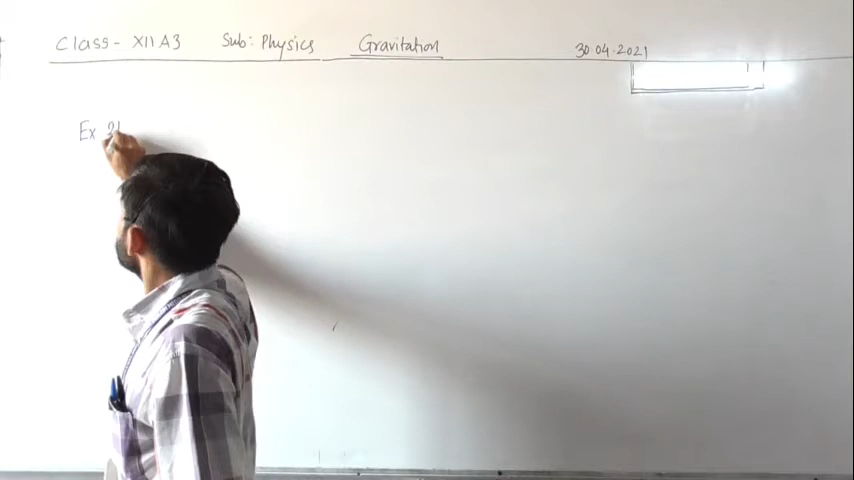 Class- XII A3 Sub: Physics Gravitation 30.04.2021
Ex